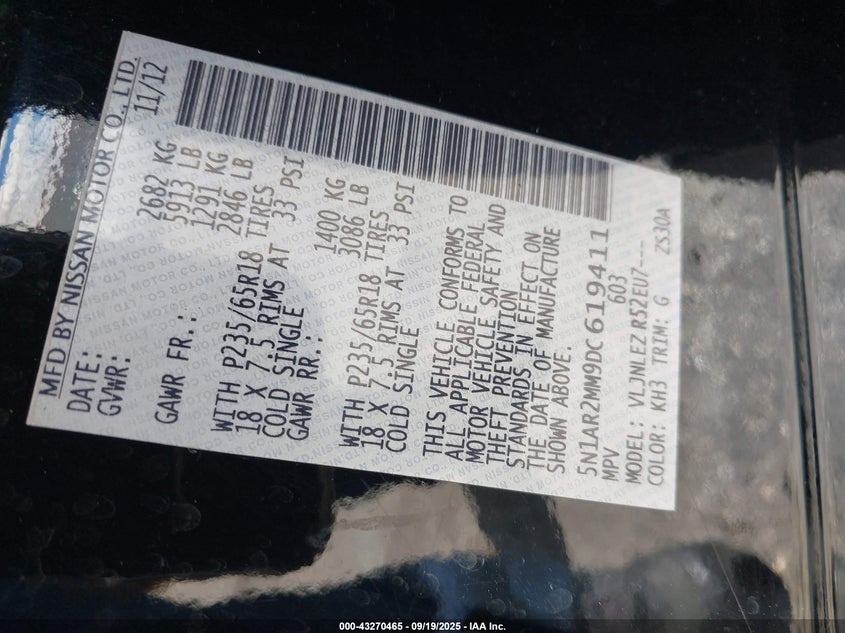 MFD BY NISSAN MOTOR CO., LTD.
DATE: 11/12
GVWR: 2682 KG
5913 LB
GAWR FR.: 1291 KG
2846 LB
WITH P235/65R18 TIRES
18 X 7.5 RIMS AT
COLD SINGLE 33 PSI
GAWR RR.: 1400 KG
3086 LB
WITH P235/65R18 TIRES
18 X 7.5 RIMS AT
COLD SINGLE 33 PSI
THIS VEHICLE CONFORMS TO
ALL APPLICABLE FEDERAL
MOTOR VEHICLE SAFETY AND
THEFT PREVENTION
STANDARDS IN EFFECT ON
THE DATE OF MANUFACTURE
SHOWN ABOVE.
5N1AR2MM9DC619411
MPV 603
MODEL: VLJNLEZ R52EU7---
COLOR: KH3 TRIM: G ZS30A
000-43270465 - 09/19/2025 - IAA Inc.